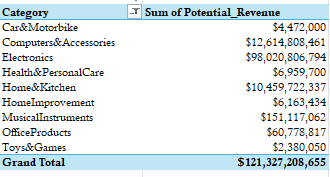 Category Sum of Potential_Revenue
Car&Motorbike $4,472,000
Computers&Accessories $12,614,808,461
Electronics $98,020,806,794
Health&PersonalCare $6,959,700
Home&Kitchen $10,459,722,337
HomeImprovement $6,163,434
MusicalInstruments $151,117,062
OfficeProducts $60,778,817
Toys&Games $2,380,050
Grand Total $121,327,208,655